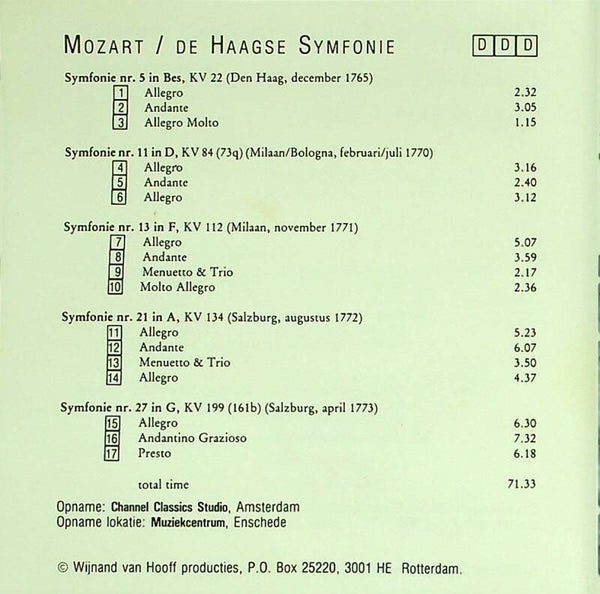 MOZART / DE HAAGSE SYMFONIE DDD
Symfonie nr. 5 in Bes, KV 22 (Den Haag, december 1765)
1 Allegro 2.32
2 Andante 3.05
3 Allegro Molto 1.15
Symfonie nr. 11 in D, KV 84 (73q) (Milaan/Bologna, februari/juli 1770)
4 Allegro 3.16
5 Andante 2.40
6 Allegro 3.12
Symfonie nr. 13 in F, KV 112 (Milaan, november 1771)
7 Allegro 5.07
8 Andante 3.59
9 Menuetto & Trio 2.17
10 Molto Allegro 2.36
Symfonie nr. 21 in A, KV 134 (Salzburg, augustus 1772)
11 Allegro 5.23
12 Andante 6.07
13 Menuetto & Trio 3.50
14 Allegro 4.37
Symfonie nr. 27 in G, KV 199 (161b) (Salzburg, april 1773)
15 Allegro 6.30
16 Andantino Grazioso 7.32
17 Presto 6.18
total time 71.33
Opname: Channel Classics Studio, Amsterdam
Opname lokatie: Muziekcentrum, Enschede
© Wijnand van Hooff producties, P.O. Box 25220, 3001 HE Rotterdam.